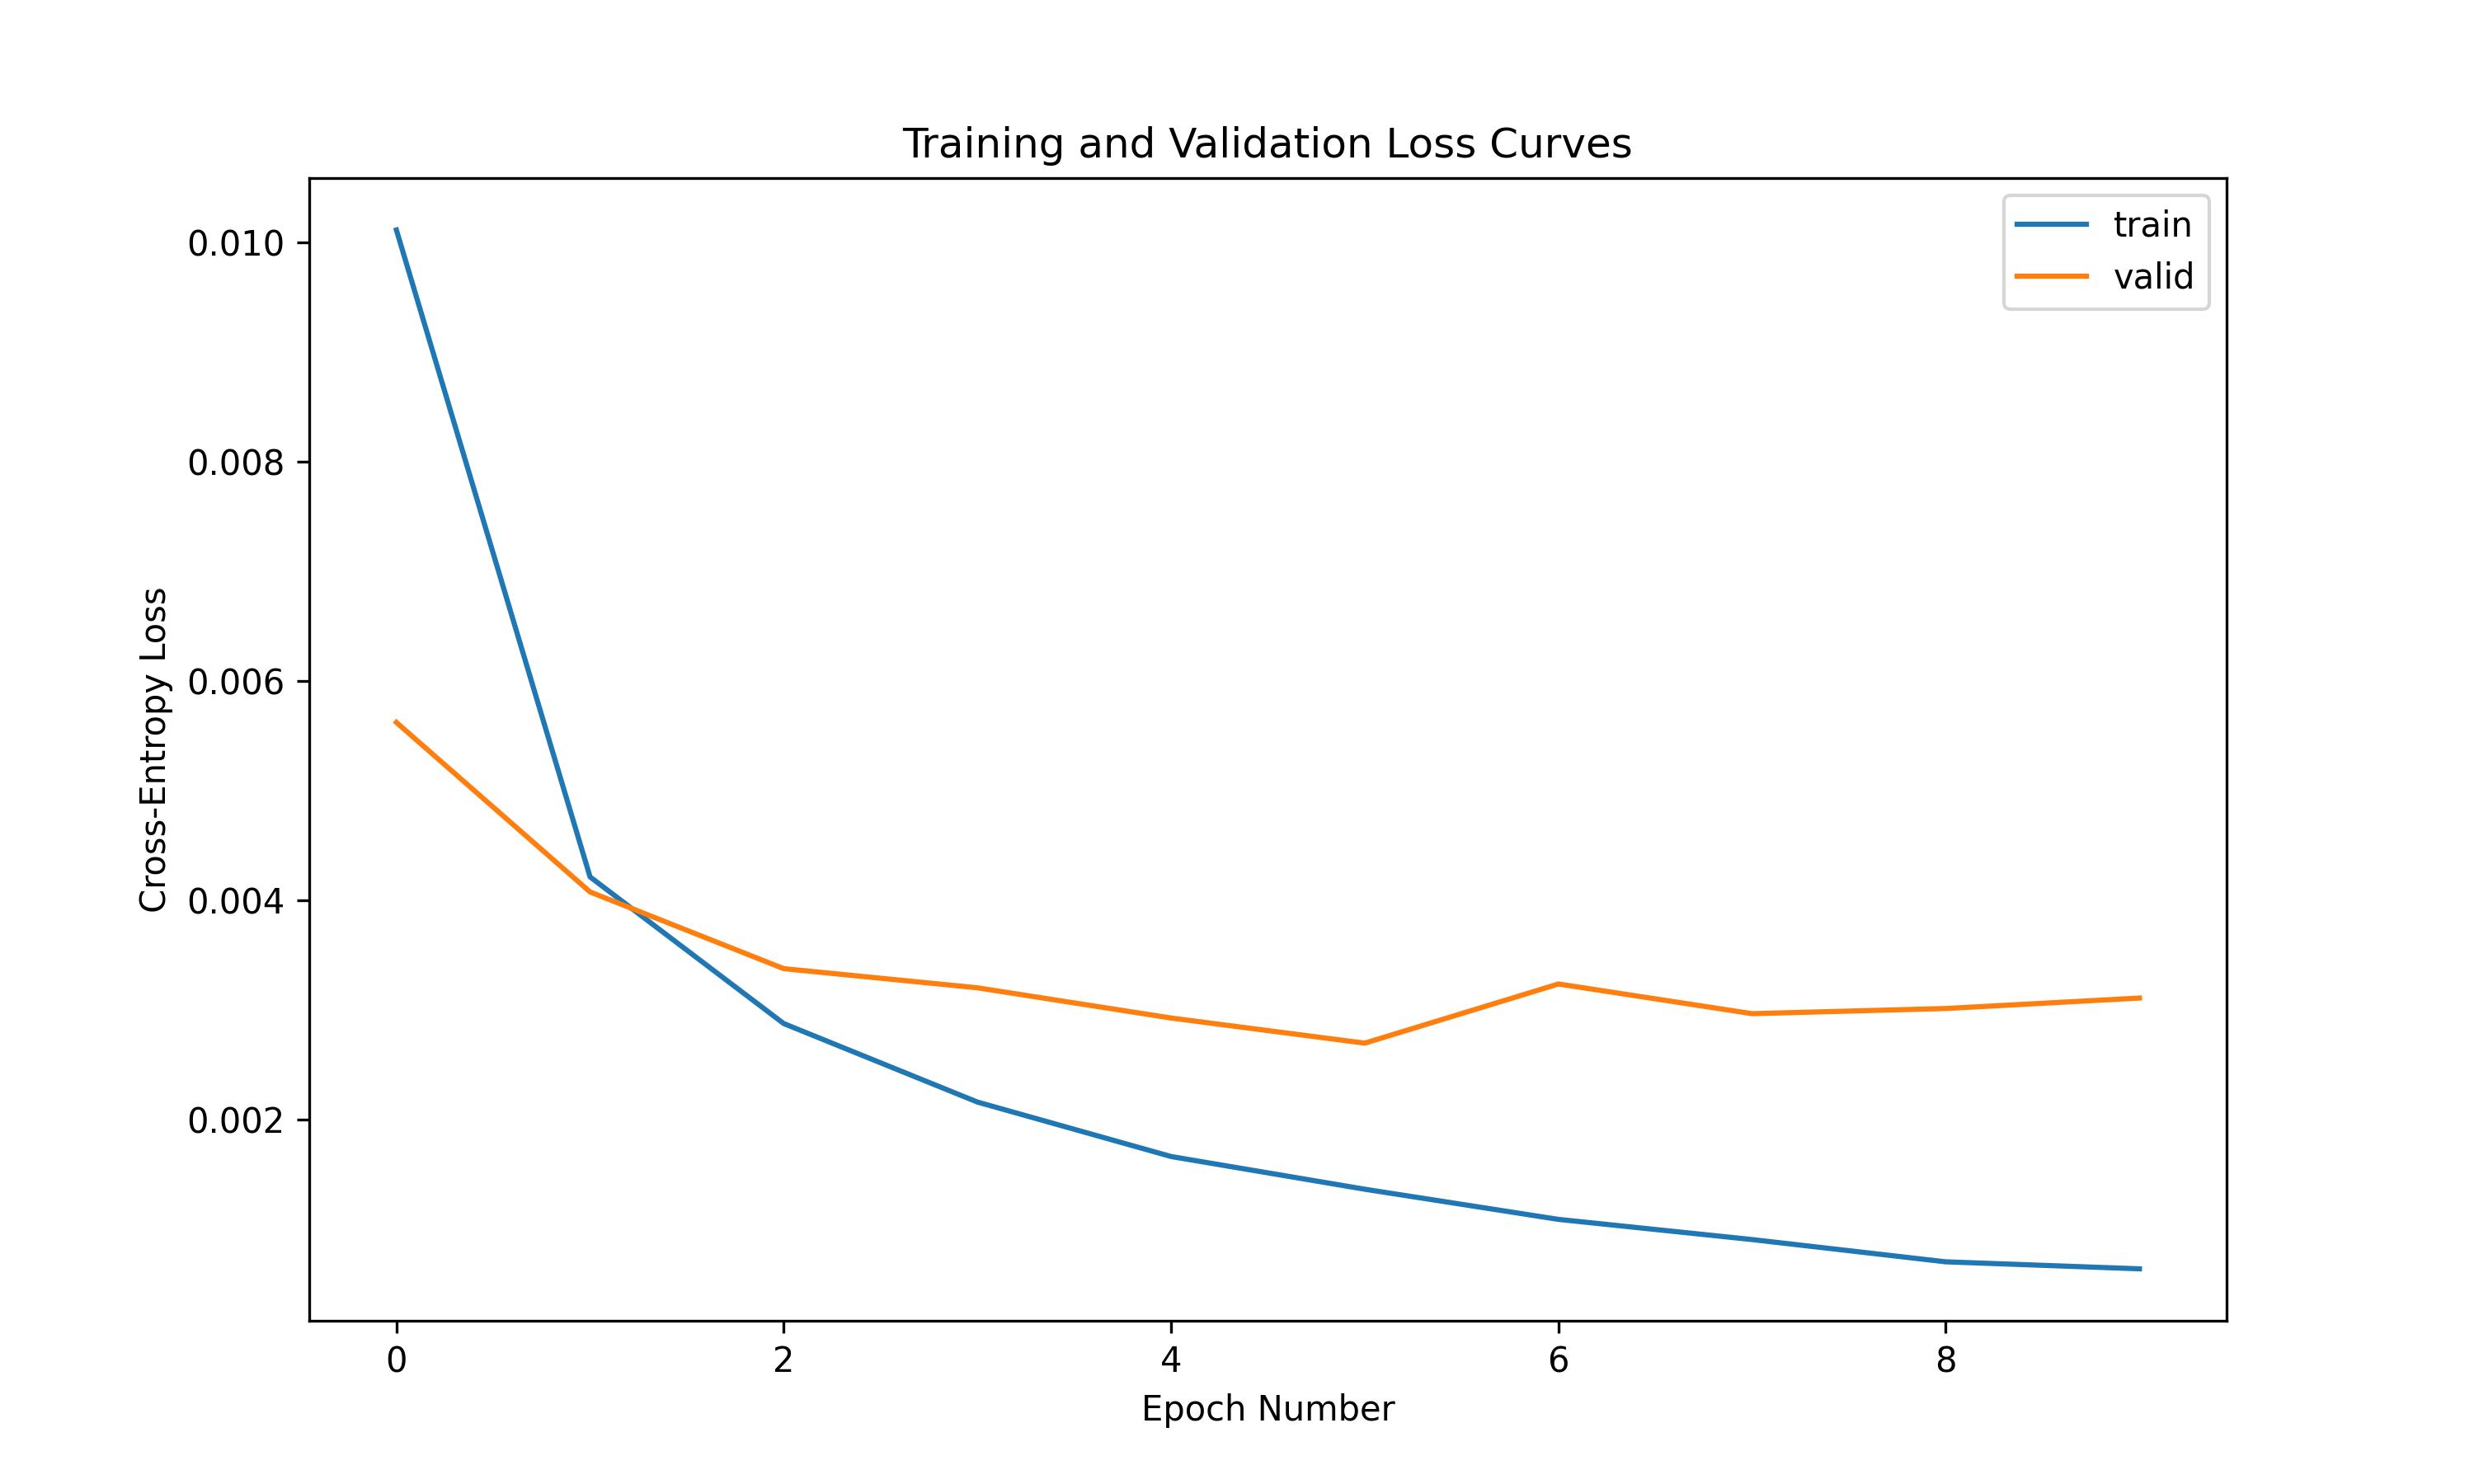 Training and Validation Loss Curves
train
valid
0.010
0.008
0.006
0.004
0.002
Cross-Entropy Loss
0 2 4 6 8
Epoch Number